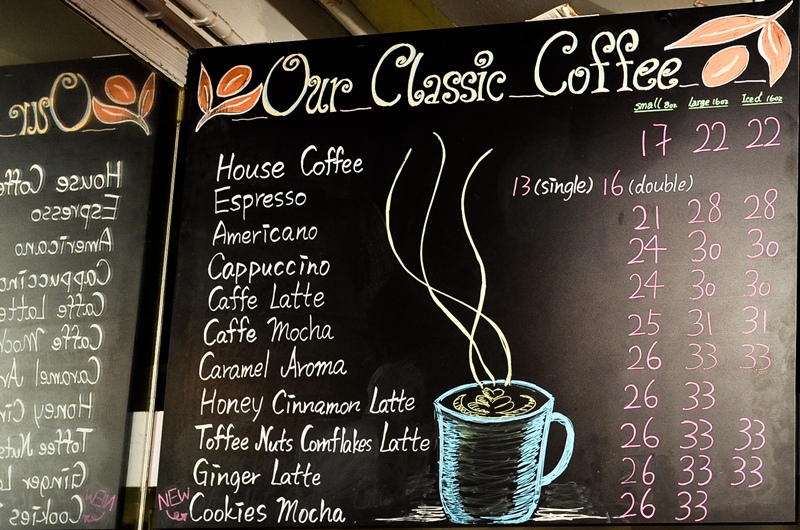 Our Classic Coffee
Small 8oz Large 16oz Iced 16oz
House Coffee 17 22 22
Espresso 13 (single) 16 (double)
Americano 21 28 28
Cappuccino 24 30 30
Caffe Latte 24 30 30
Caffe Mocha 25 31 31
Caramel Aroma 26 33 33
Honey Cinnamon Latte 26 33
Toffee Nuts Cornflakes Latte 26 33 33
Ginger Latte 26 33 33
NEW Cookies Mocha 26 33